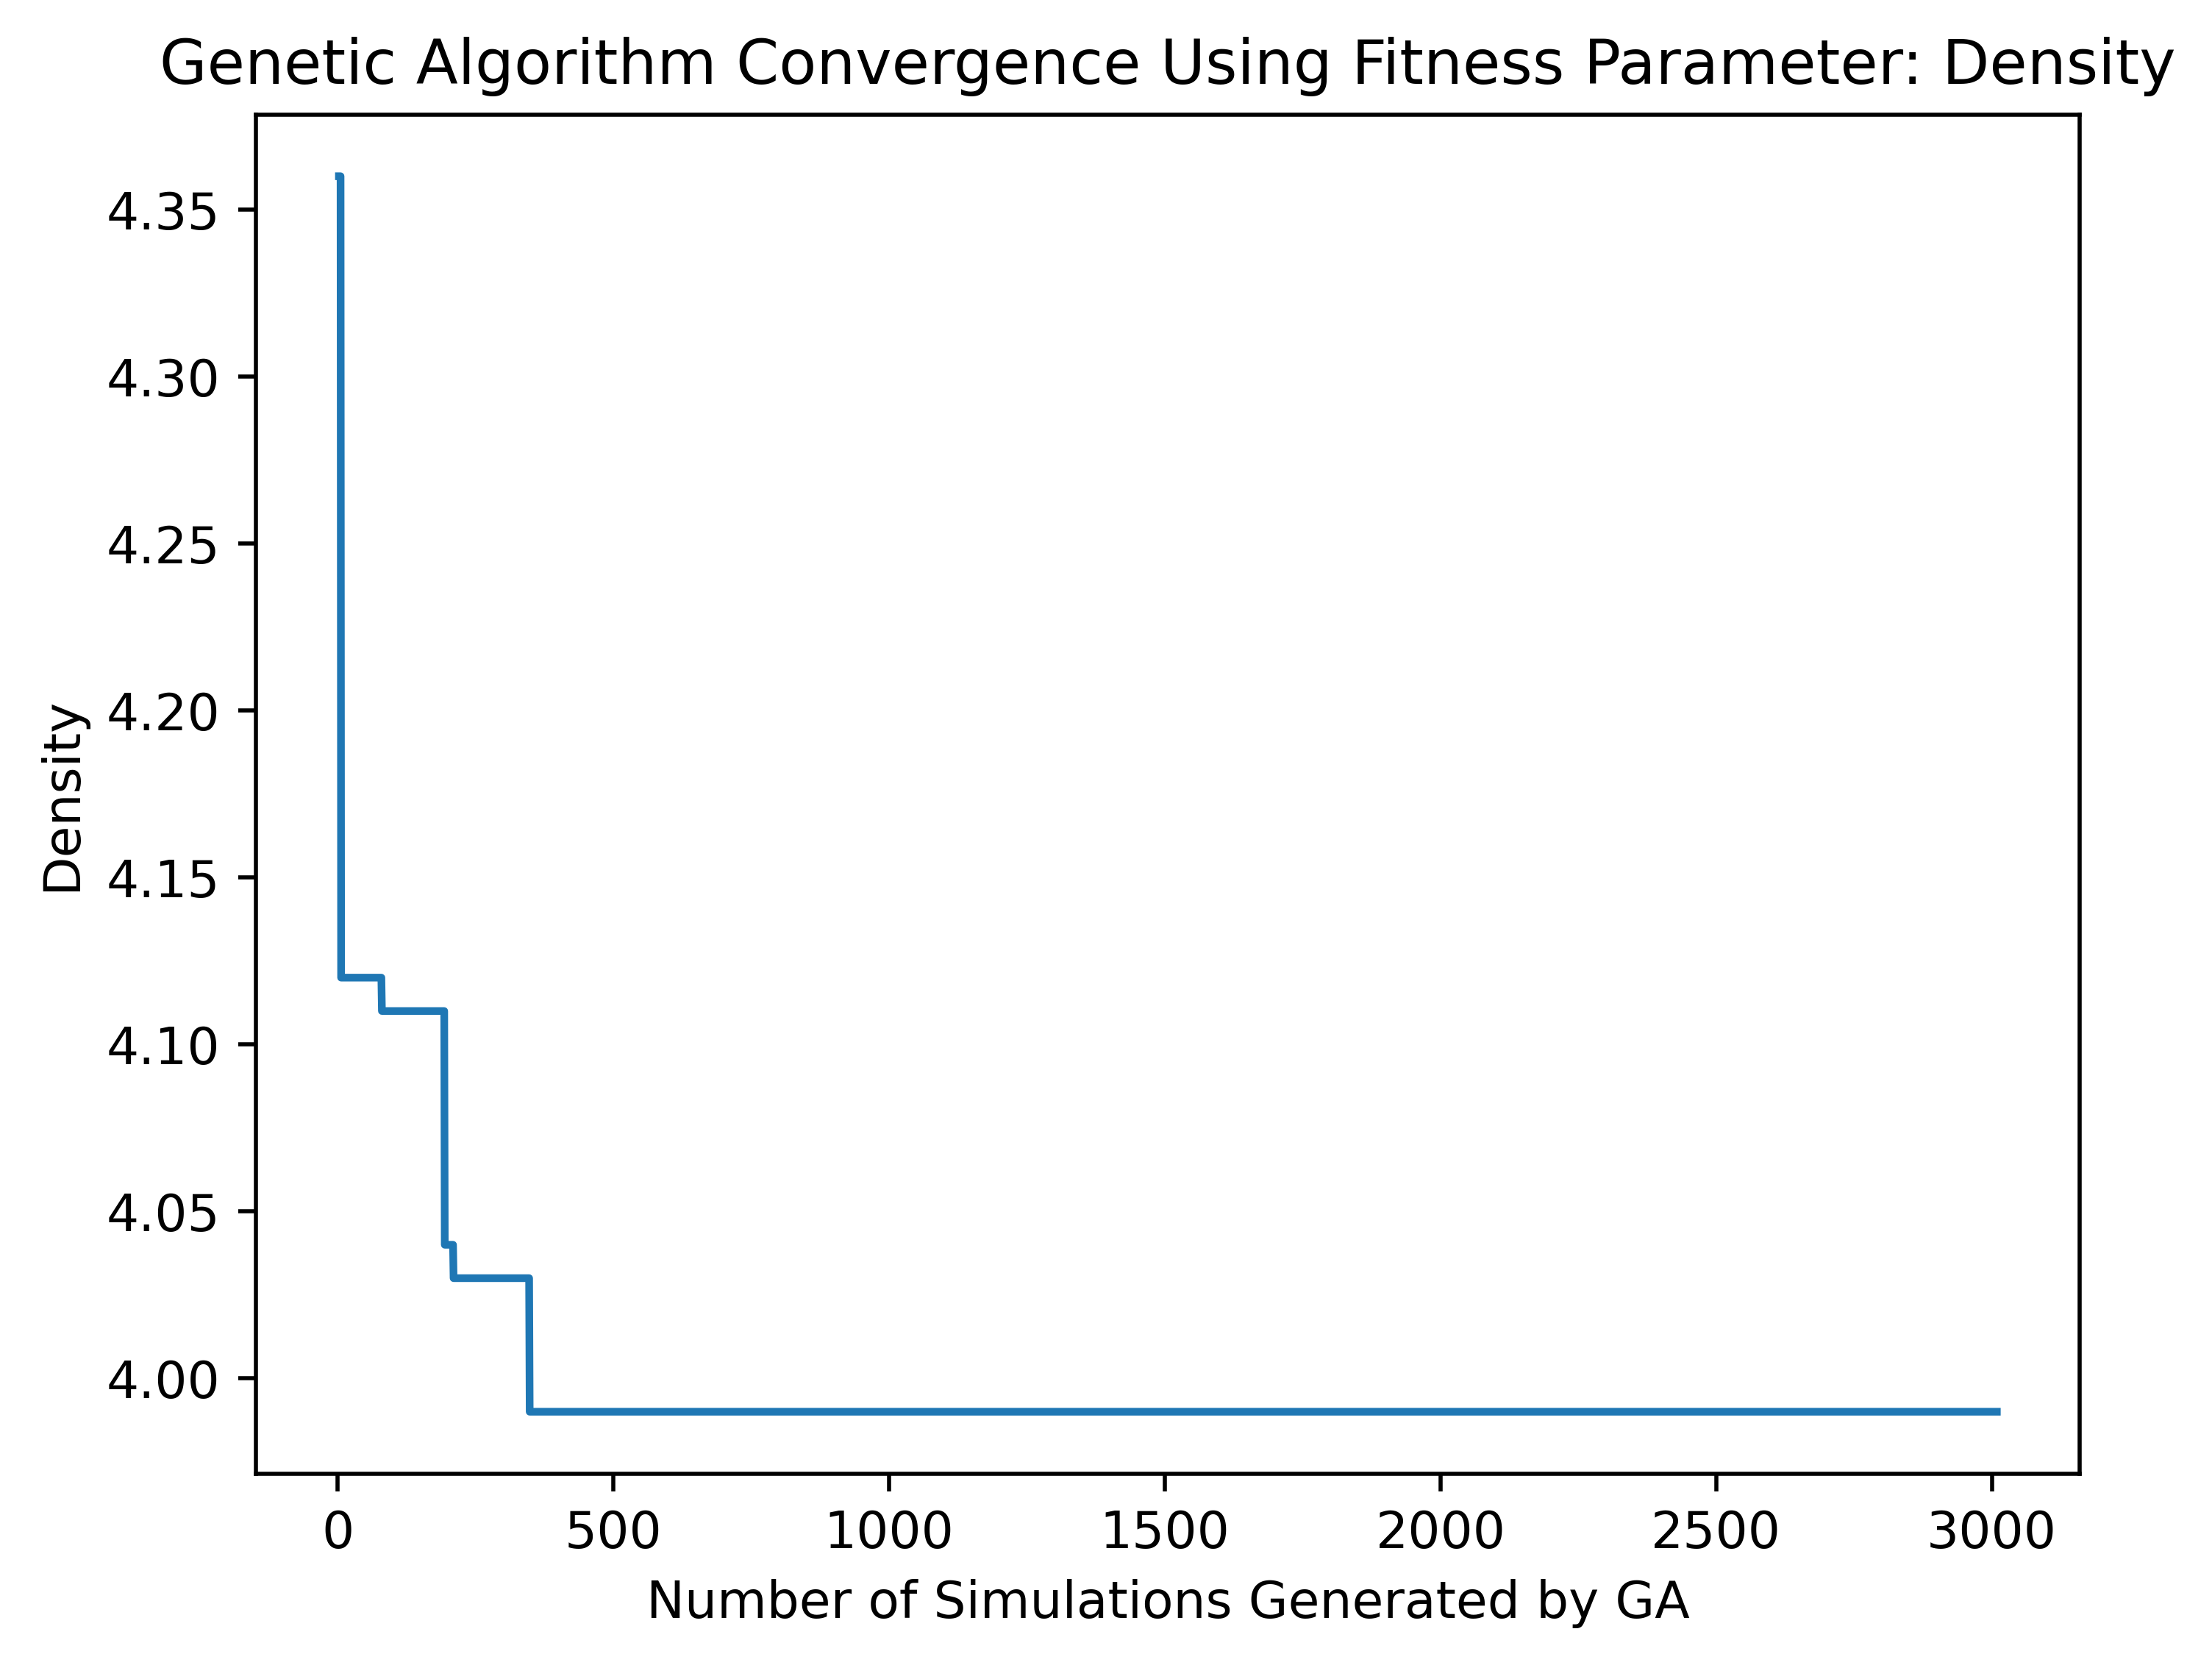 Genetic Algorithm Convergence Using Fitness Parameter: Density
4.35
4.30
4.25
4.20
4.15
4.10
4.05
4.00
Density
0 500 1000 1500 2000 2500 3000
Number of Simulations Generated by GA